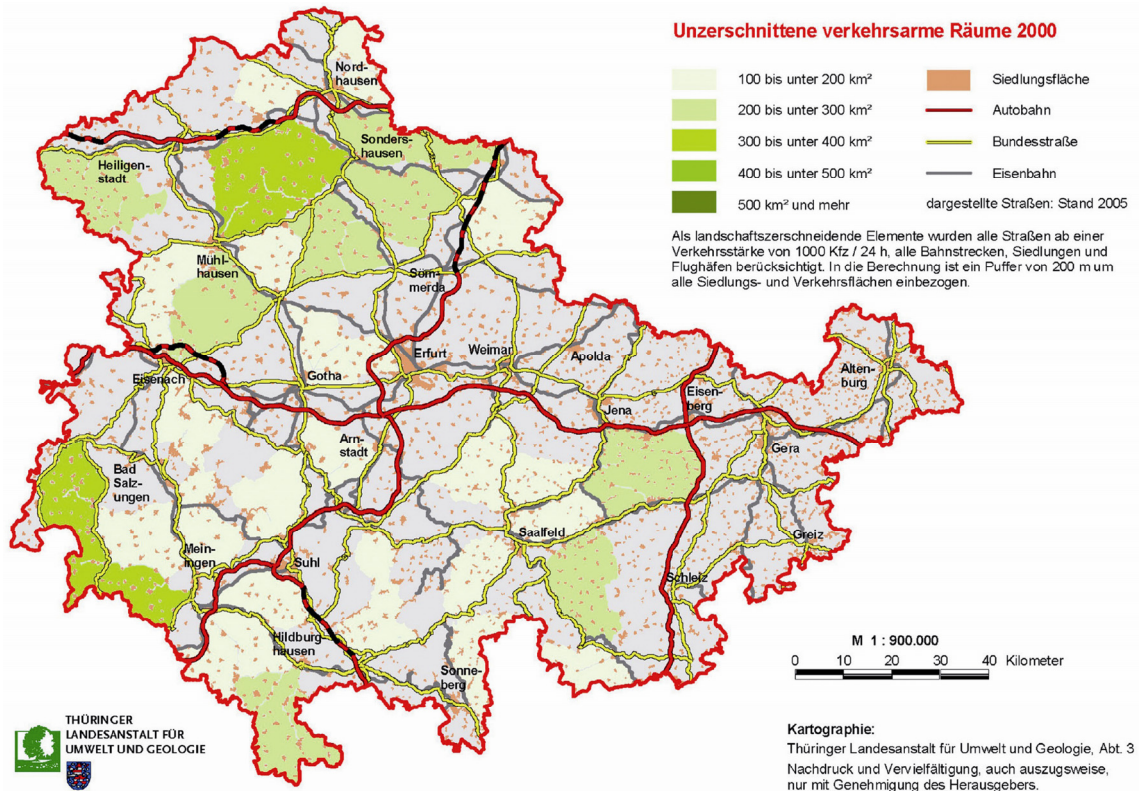 Unzerschnittene verkehrsarme Räume 2000
100 bis unter 200 km²
200 bis unter 300 km²
300 bis unter 400 km²
400 bis unter 500 km²
500 km² und mehr
Siedlungsfläche
Autobahn
Bundesstraße
Eisenbahn
dargestellte Straßen: Stand 2005
Als landschaftszerschneidende Elemente wurden alle Straßen ab einer
Verkehrsstärke von 1000 Kfz / 24 h, alle Bahnstrecken, Siedlungen und
Flughäfen berücksichtigt. In die Berechnung ist ein Puffer von 200 m um
alle Siedlungs- und Verkehrsflächen einbezogen.
Nord-
hausen
Sonders-
hausen
Heiligen-
stadt
Mühl-
hausen
Söm-
merda
Erfurt
Weimar
Apolda
Eisenach
Gotha
Jena
Eisen-
berg
Alten-
burg
Arn-
stadt
Gera
Bad
Salz-
ungen
Saalfeld
Greiz
Mein-
ingen
Suhl
Schleiz
Hildburg-
hausen
Sonne-
berg
M 1 : 900.000
0 10 20 30 40 Kilometer
THÜRINGER
LANDESANSTALT FÜR
UMWELT UND GEOLOGIE
Kartographie:
Thüringer Landesanstalt für Umwelt und Geologie, Abt. 3
Nachdruck und Vervielfältigung, auch auszugsweise,
nur mit Genehmigung des Herausgebers.